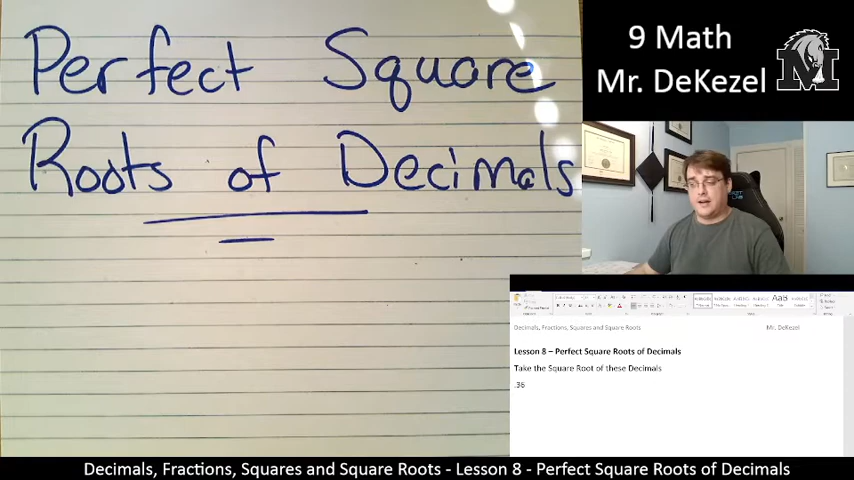 Perfect Square
Roots of Decimals
9 Math
Mr. DeKezel
M
Decimals, Fractions, Squares and Square Roots Mr. DeKezel
Lesson 8 – Perfect Square Roots of Decimals
Take the Square Root of these Decimals
.36
Decimals, Fractions, Squares and Square Roots - Lesson 8 - Perfect Square Roots of Decimals